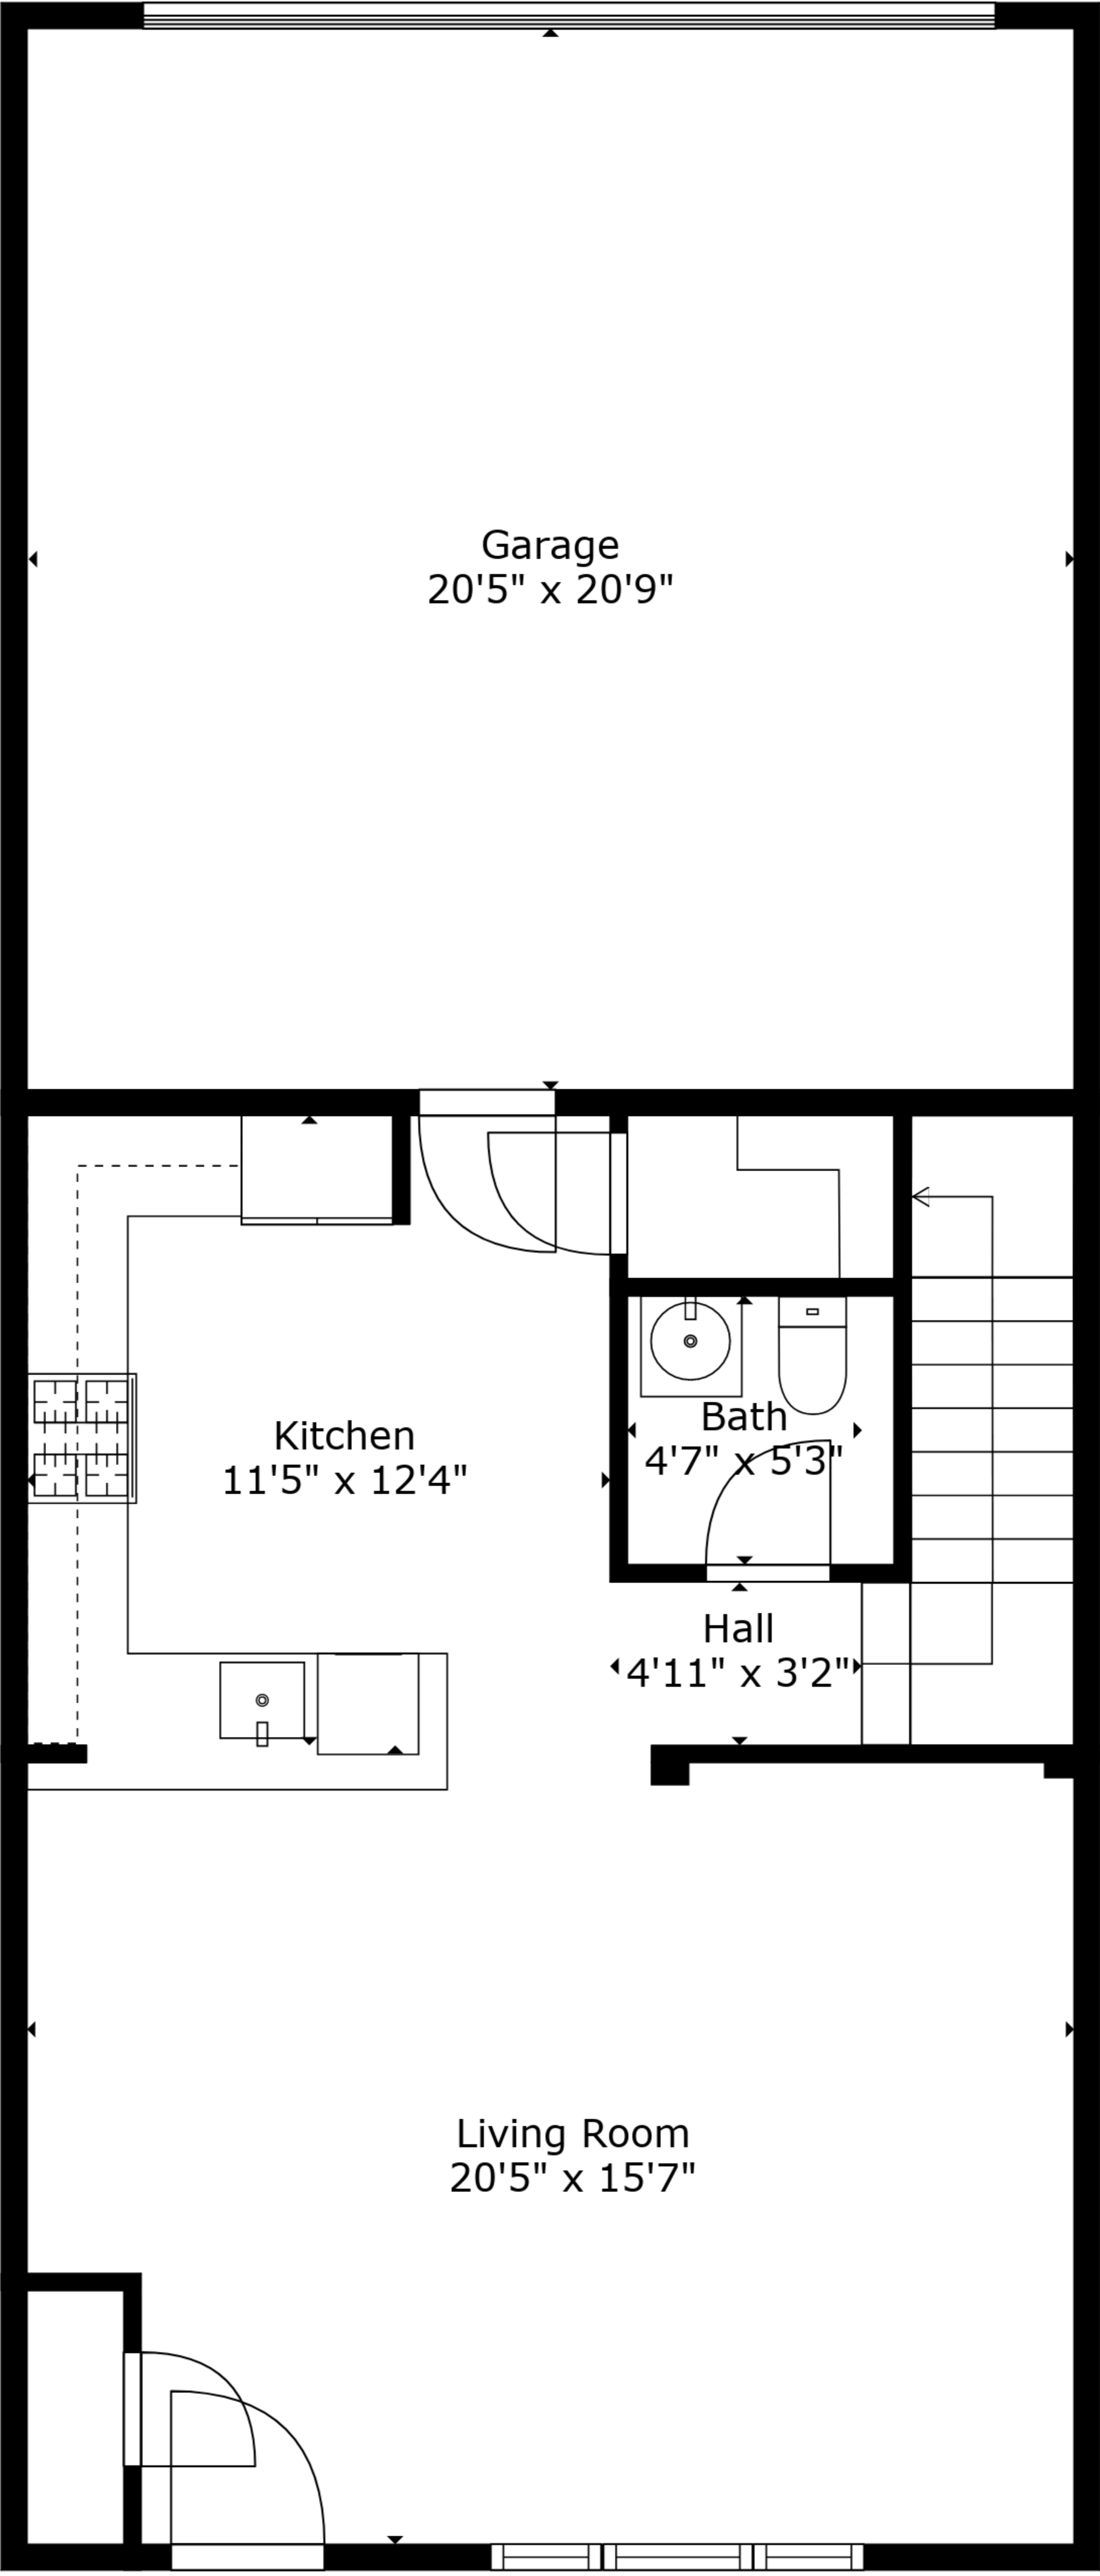 Garage
20'5" x 20'9"
Kitchen
11'5" x 12'4"
Bath
4'7" x 5'3"
Hall
4'11" x 3'2"
Living Room
20'5" x 15'7"